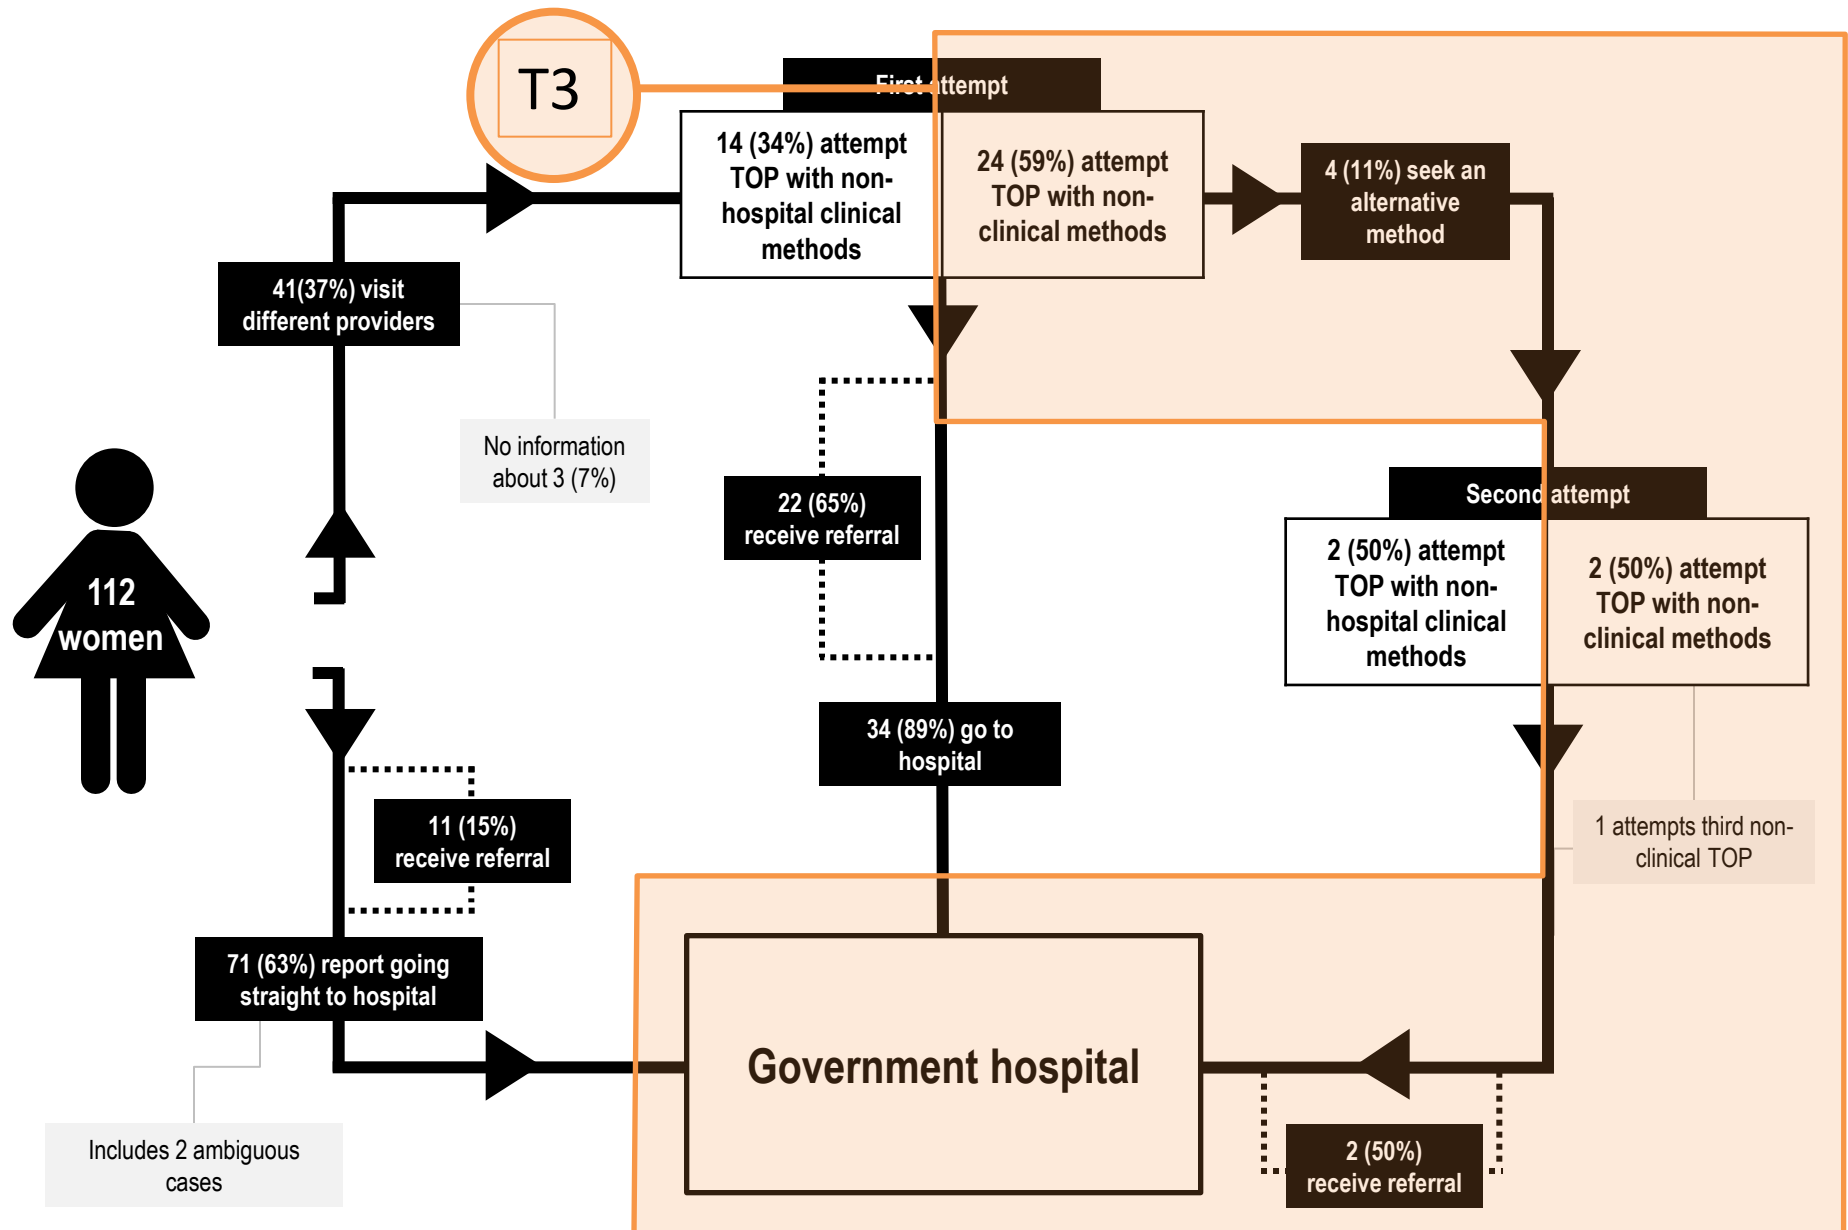 T3
First attempt
14 (34%) attempt
TOP with non-
hospital clinical
methods
24 (59%) attempt
TOP with non-
clinical methods
4 (11%) seek an
alternative
method
41(37%) visit
different providers
No information
about 3 (7%)
22 (65%)
receive referral
Second attempt
2 (50%) attempt
TOP with non-
hospital clinical
methods
2 (50%) attempt
TOP with non-
clinical methods
112
women
34 (89%) go to
hospital
11 (15%)
receive referral
1 attempts third non-
clinical TOP
71 (63%) report going
straight to hospital
Government hospital
Includes 2 ambiguous
cases
2 (50%)
receive referral